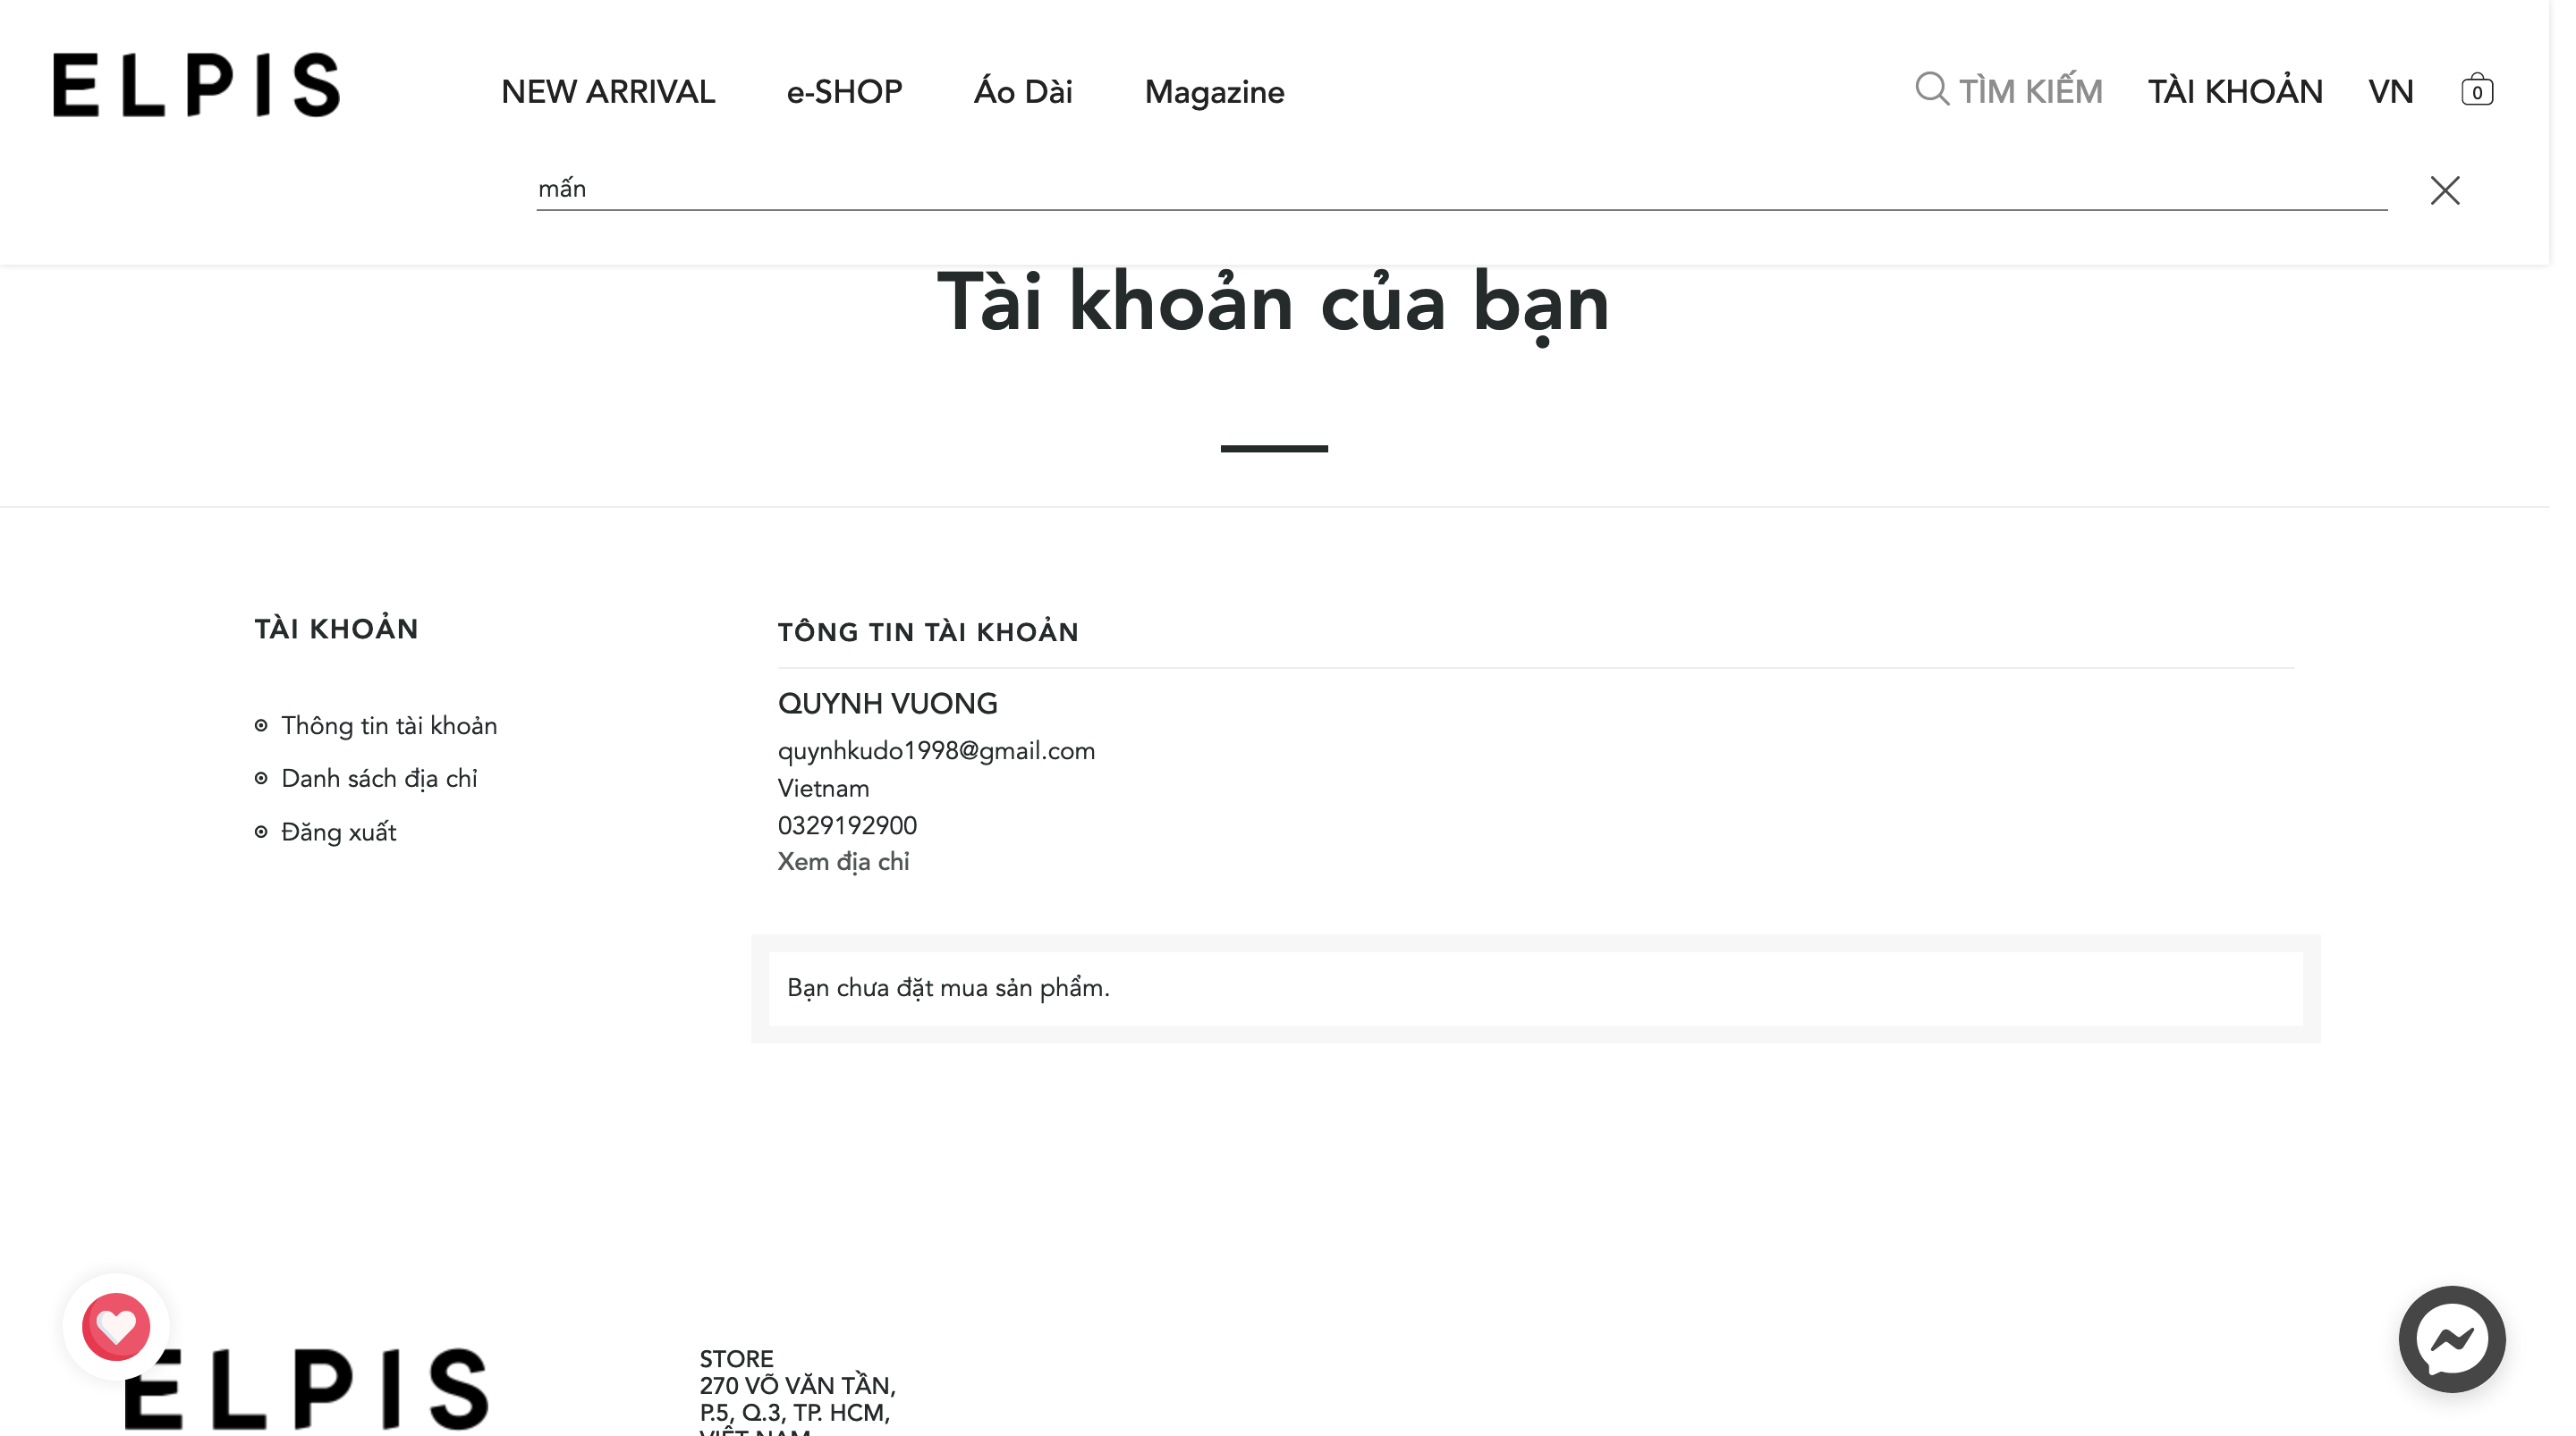 ELPIS
NEW ARRIVAL
e-SHOP
Áo Dài
Magazine
TÌM KIẾM
TÀI KHOẢN
VN
0
mấn
Tài khoản của bạn
TÀI KHOẢN
Thông tin tài khoản
Danh sách địa chỉ
Đăng xuất
TÔNG TIN TÀI KHOẢN
QUYNH VUONG
quynhkudo1998@gmail.com
Vietnam
0329192900
Xem địa chỉ
Bạn chưa đặt mua sản phẩm.
ELPIS
STORE
270 VÕ VĂN TẦN,
P.5, Q.3, TP. HCM,
VIỆT NAM